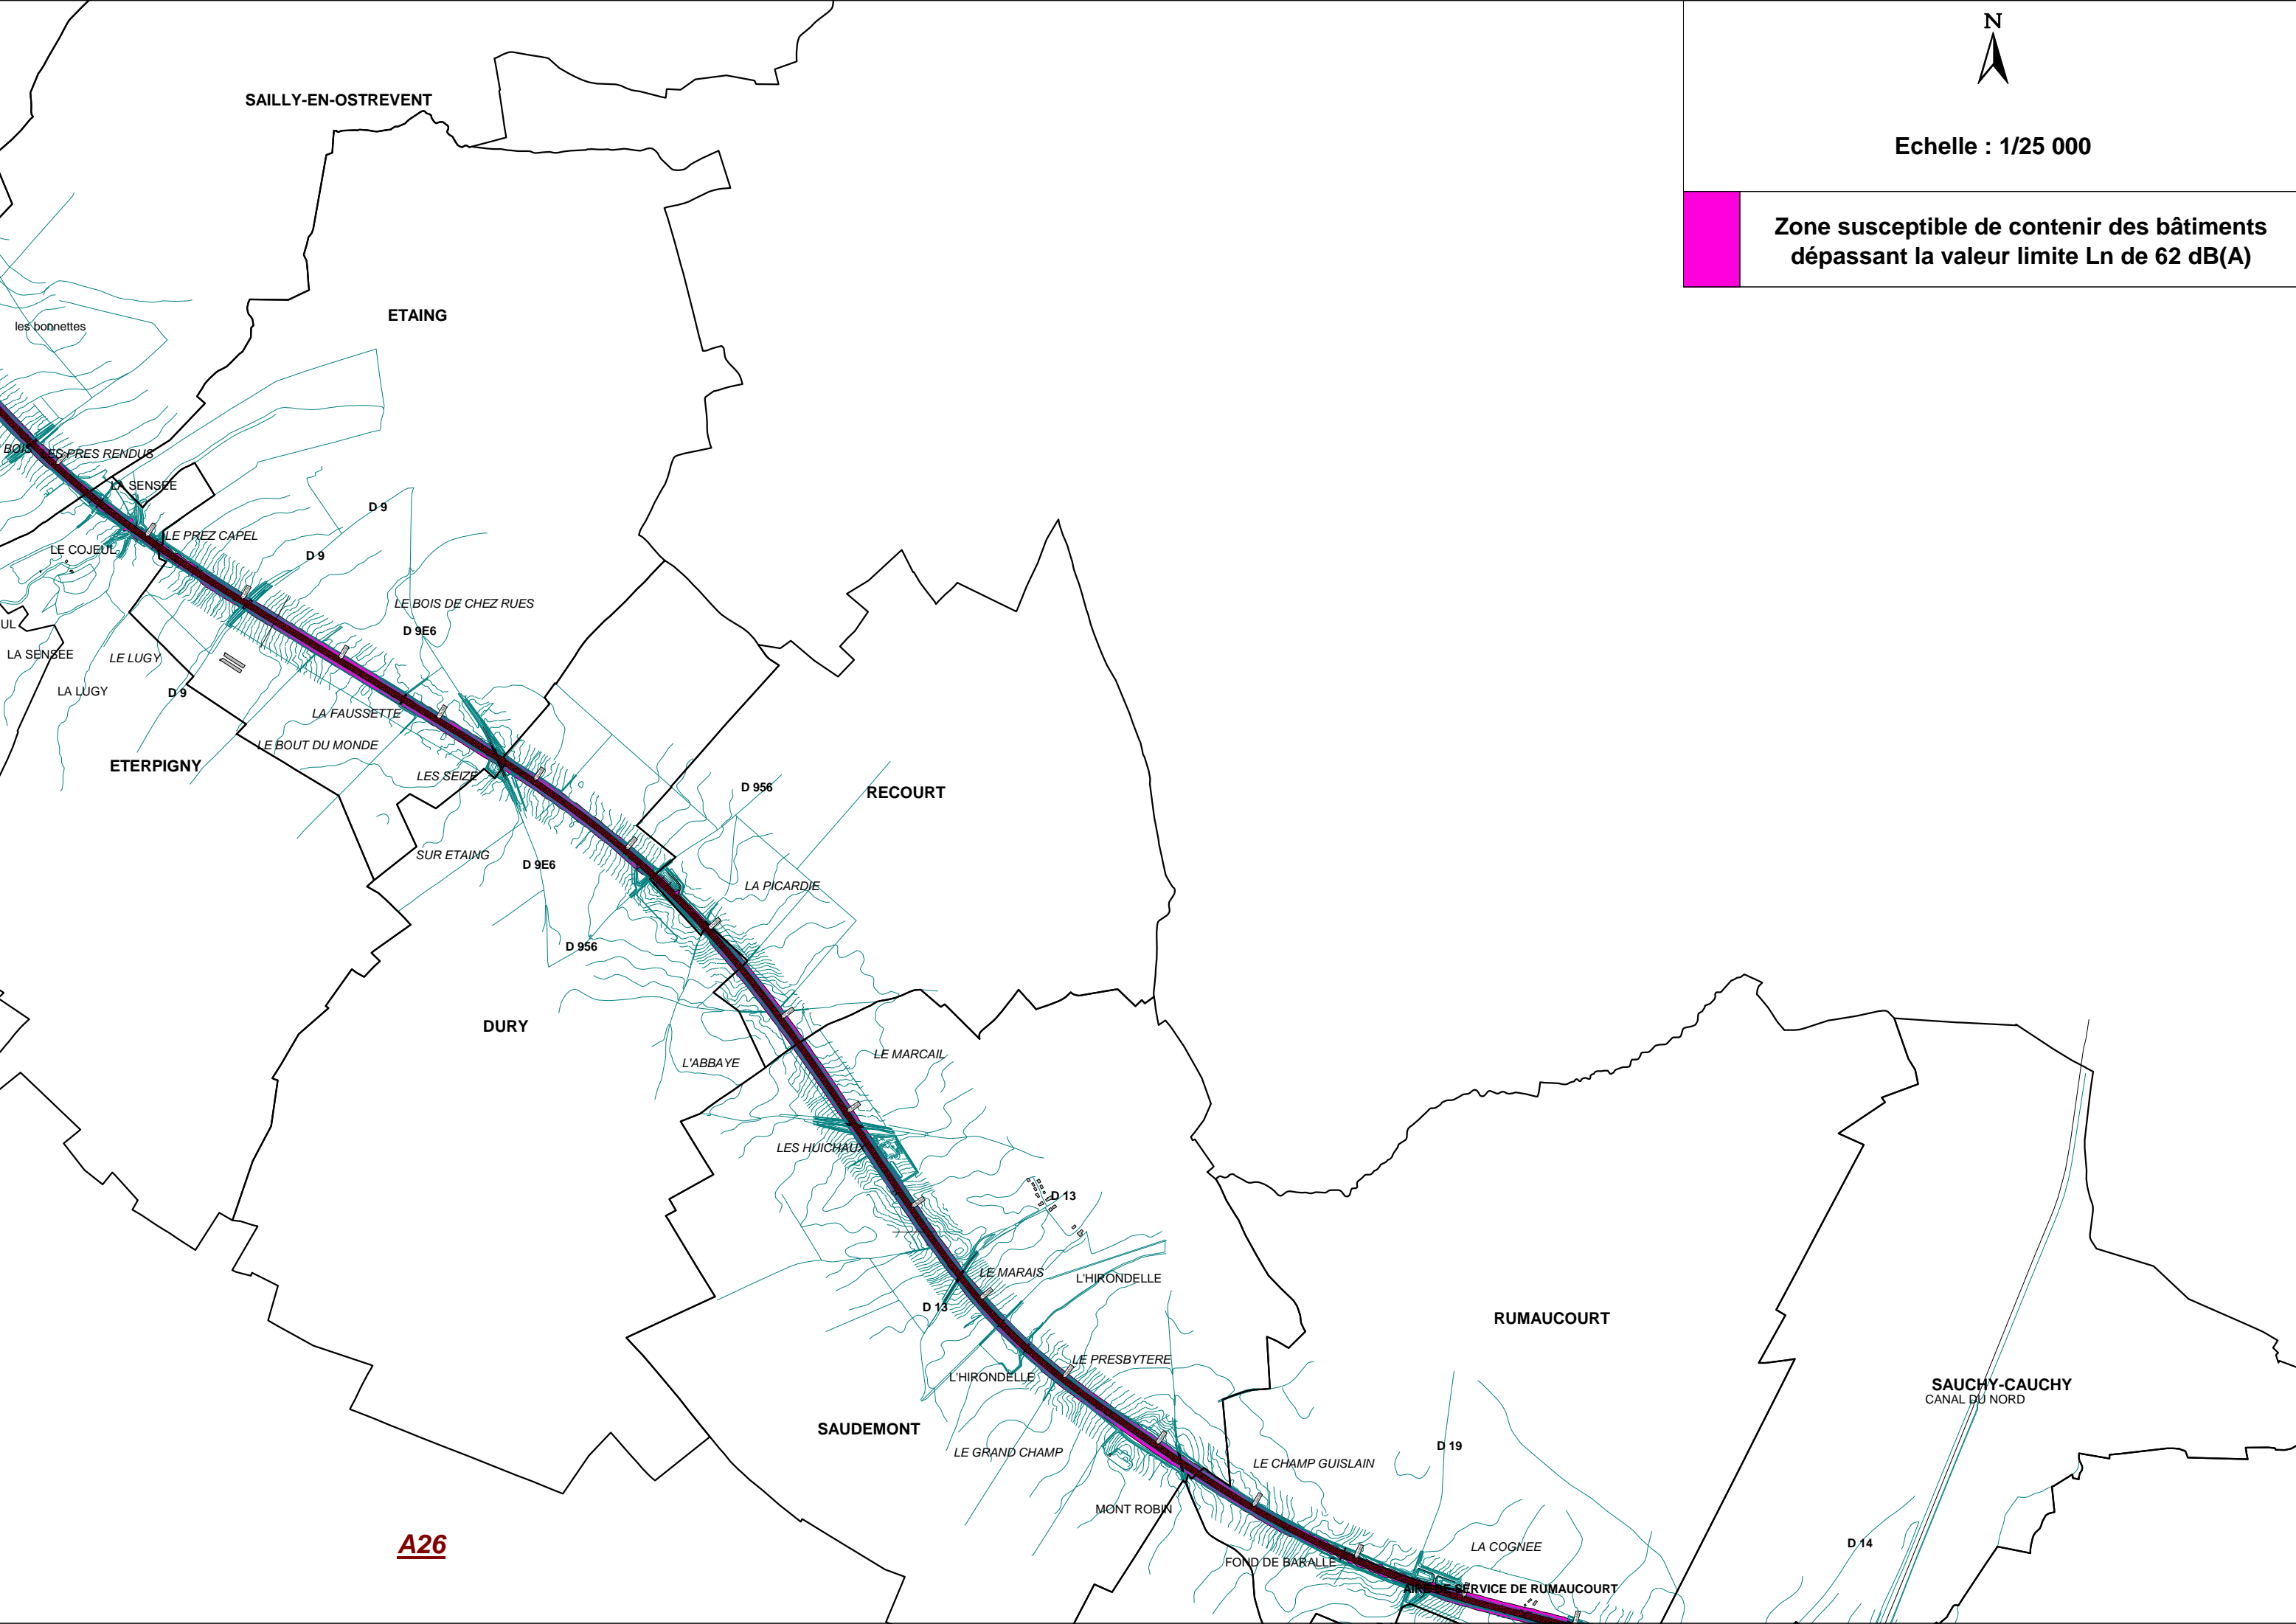 N
Echelle : 1/25 000
Zone susceptible de contenir des bâtiments
dépassant la valeur limite Ln de 62 dB(A)
SAILLY-EN-OSTREVENT
ETAING
les bonnettes
BOIS
LES PRES RENDUS
LA SENSEE
D 9
LE PREZ CAPEL
LE COJEUL
D 9
LE BOIS DE CHEZ RUES
UL
D 9E6
LA SENSEE
LE LUGY
LA LUGY
D 9
LA FAUSSETTE
LE BOUT DU MONDE
ETERPIGNY
LES SEIZE
D 956
RECOURT
SUR ETAING
D 9E6
LA PICARDIE
D 956
DURY
L'ABBAYE
LE MARCAIL
LES HUICHAUX
D 13
LE MARAIS
L'HIRONDELLE
D 13
RUMAUCOURT
LE PRESBYTERE
L'HIRONDELLE
SAUCHY-CAUCHY
CANAL DU NORD
SAUDEMONT
LE GRAND CHAMP
D 19
LE CHAMP GUISLAIN
MONT ROBIN
A26
LA COGNEE
D 14
FOND DE BARALLE
AIRE DE SERVICE DE RUMAUCOURT